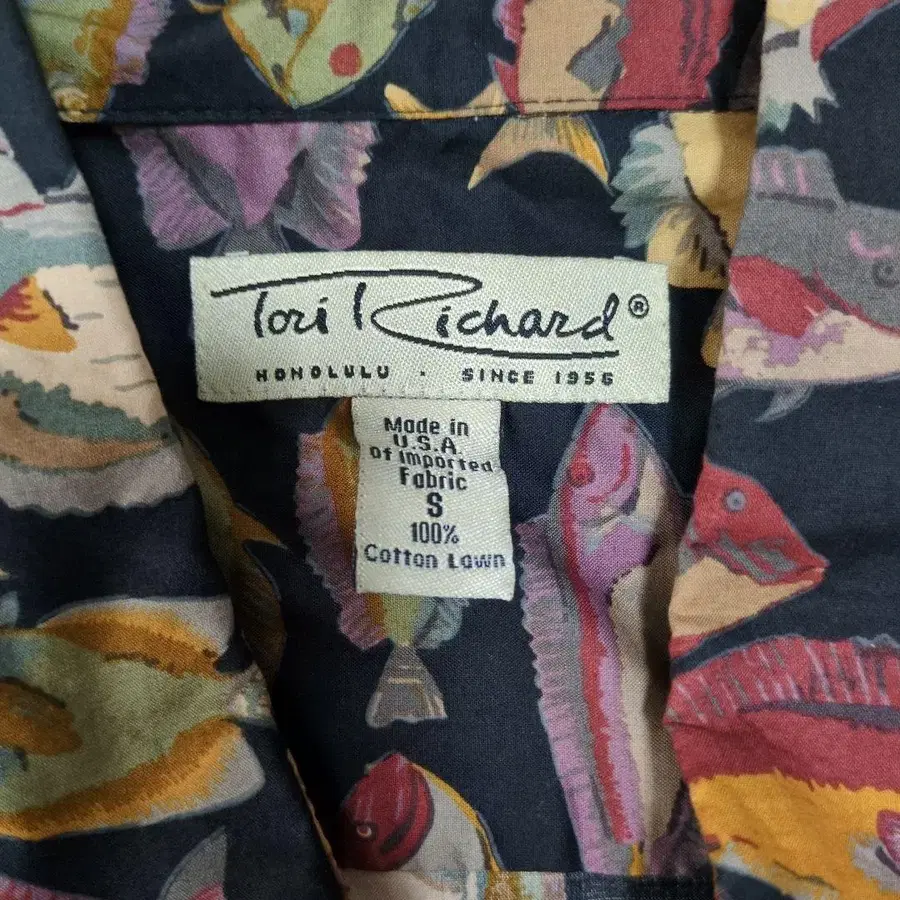 Tori Richard®
HONOLULU · SINCE 1956
Made in
U.S.A.
of Imported
Fabric
S
100%
Cotton Lawn